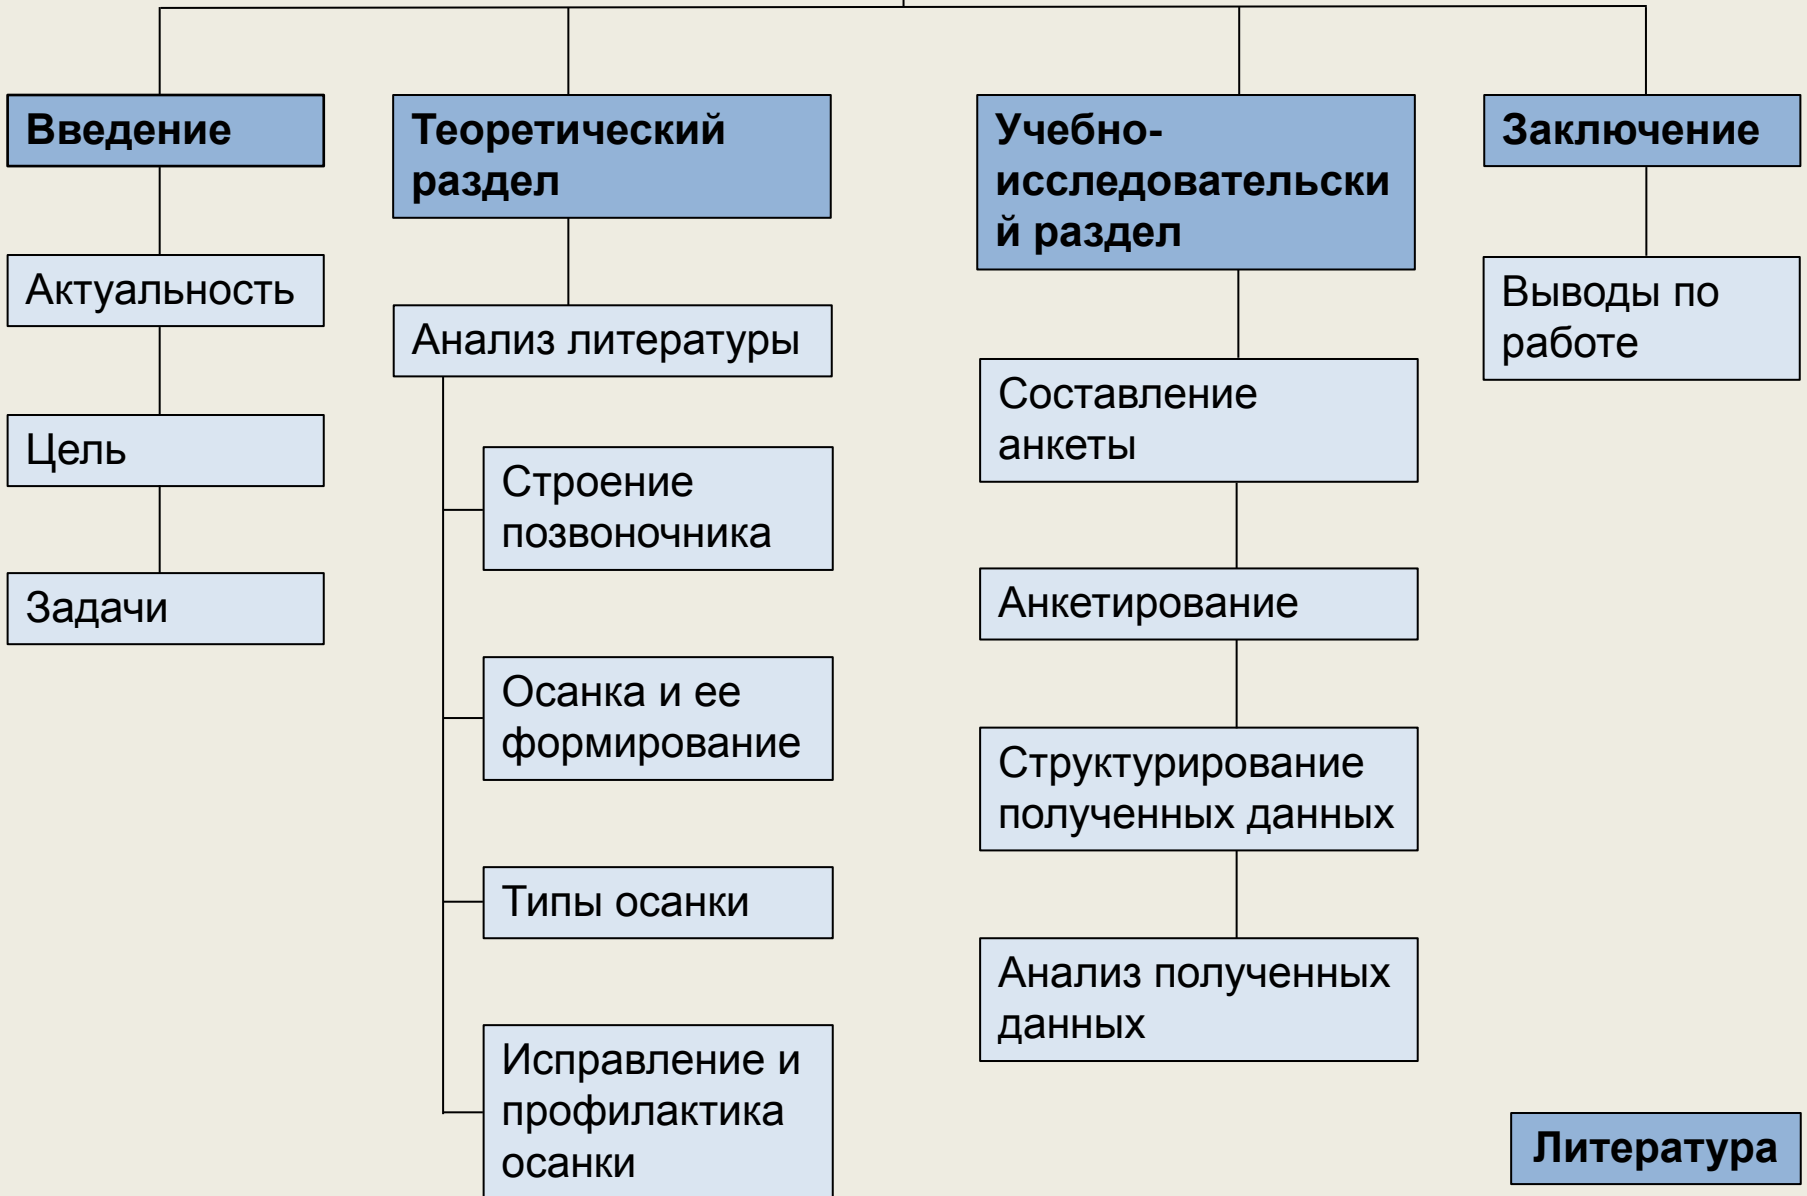 Введение
Актуальность
Цель
Задачи
Теоретический
раздел
Анализ литературы
Строение
позвоночника
Осанка и ее
формирование
Типы осанки
Исправление и
профилактика
осанки
Учебно-
исследовательски
й раздел
Составление
анкеты
Анкетирование
Структурирование
полученных данных
Анализ полученных
данных
Заключение
Выводы по
работе
Литература